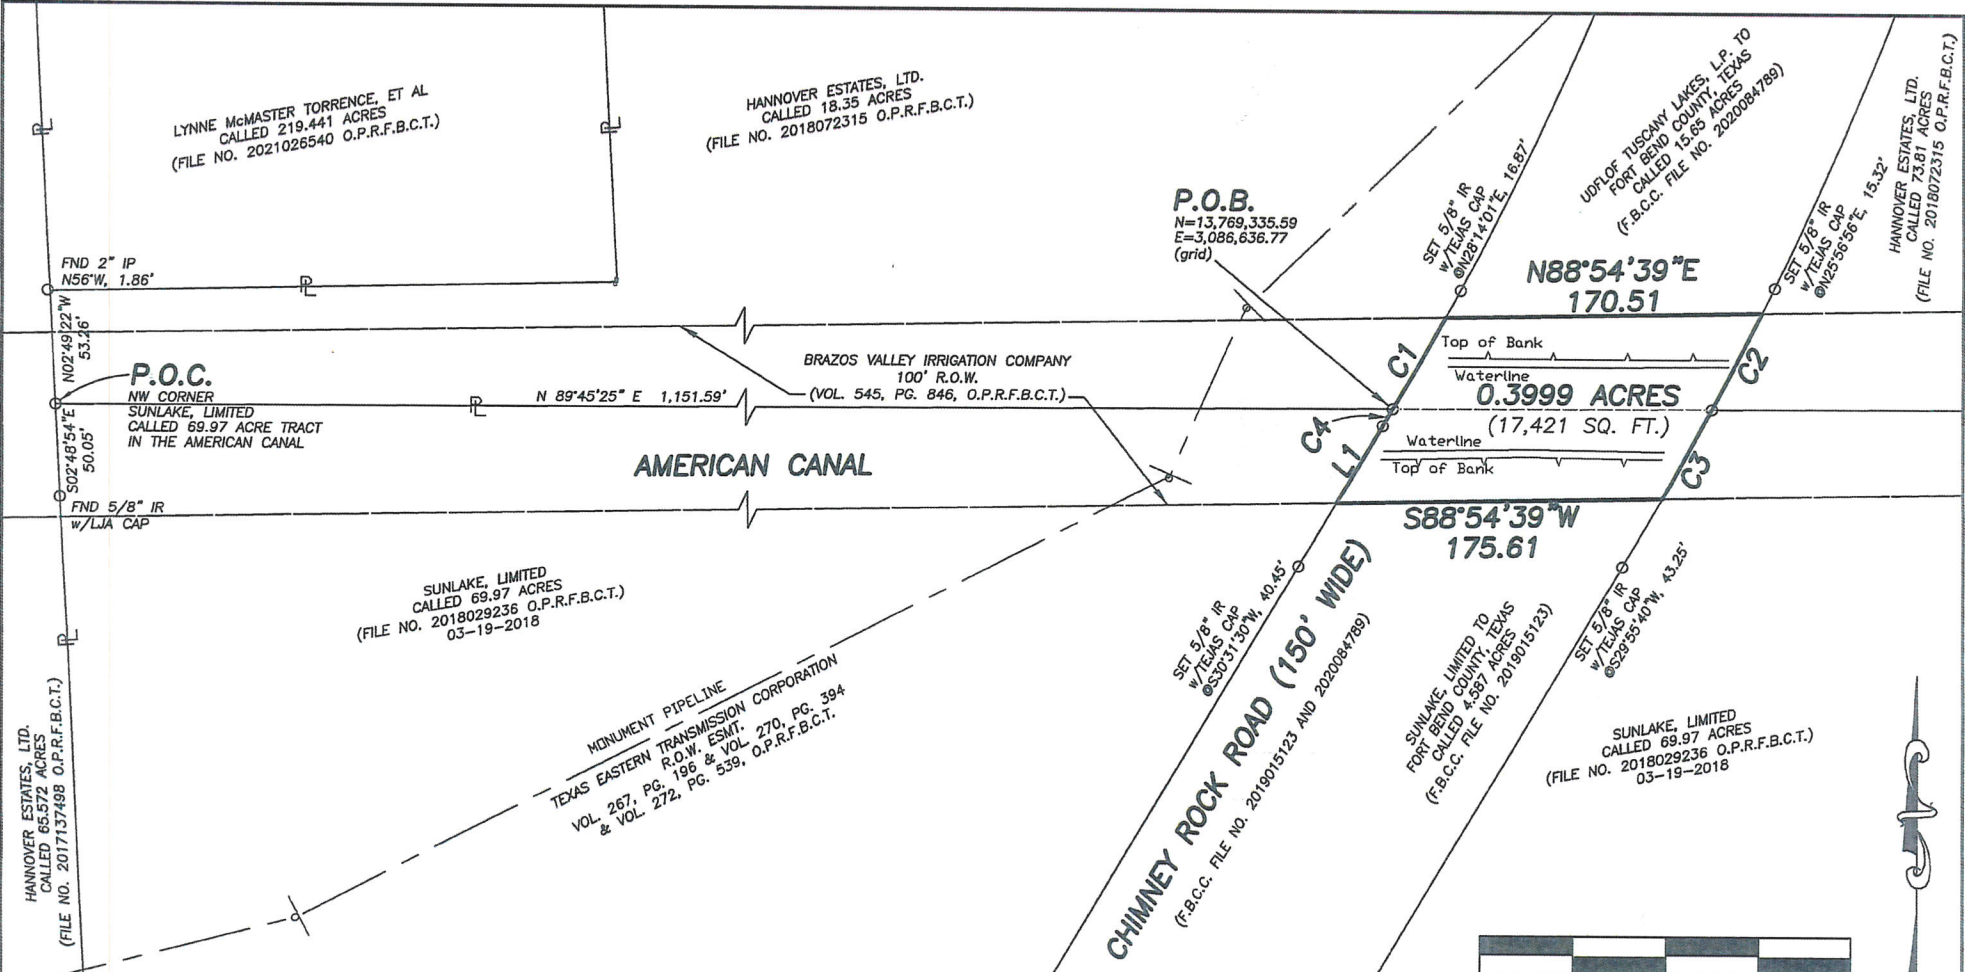 LYNNE McMASTER TORRENCE, ET AL
CALLED 219.441 ACRES
(FILE NO. 2021026540 O.P.R.F.B.C.T.)
HANNOVER ESTATES, LTD.
CALLED 18.35 ACRES
(FILE NO. 2018072315 O.P.R.F.B.C.T.)
UDFLOF TUSCANY LAKES, L.P. TO
FORT BEND COUNTY, TEXAS
CALLED 15.65 ACRES
(F.B.C.C. FILE NO. 2020084789)
HANNOVER ESTATES, LTD.
CALLED 73.81 ACRES
(FILE NO. 2018072315 O.P.R.F.B.C.T.)
P.O.B.
N=13,769,335.59
E=3,086,636.77
(grid)
SET 5/8" IR
w/TEJAS CAP
@N28°14'01"E, 16.87'
SET 5/8" IR
w/TEJAS CAP
@N25°56'56"E, 15.32'
N88°54'39"E
170.51
FND 2" IP
N56°W, 1.86'
N02°49'22"W
53.26'
P.O.C.
NW CORNER
SUNLAKE, LIMITED
CALLED 69.97 ACRE TRACT
IN THE AMERICAN CANAL
S02°48'54"E
50.05'
FND 5/8" IR
w/LJA CAP
PL
PL
PL
PL
PL
N 89°45'25" E 1,151.59'
BRAZOS VALLEY IRRIGATION COMPANY
100' R.O.W.
(VOL. 545, PG. 846, O.P.R.F.B.C.T.)
AMERICAN CANAL
C1
C2
C3
C4
L1
Top of Bank
Waterline
0.3999 ACRES
(17,421 SQ. FT.)
Waterline
Top of Bank
S88°54'39"W
175.61
SUNLAKE, LIMITED
CALLED 69.97 ACRES
(FILE NO. 2018029236 O.P.R.F.B.C.T.)
03-19-2018
MONUMENT PIPELINE
TEXAS EASTERN TRANSMISSION CORPORATION
R.O.W. ESMT.
VOL. 267, PG. 196 & VOL. 270, PG. 394
& VOL. 272, PG. 539, O.P.R.F.B.C.T.
SET 5/8" IR
w/TEJAS CAP
@S30°31'30"W, 40.45'
CHIMNEY ROCK ROAD (150' WIDE)
(F.B.C.C. FILE NO. 2019015123 AND 2020084789)
SUNLAKE, LIMITED TO
FORT BEND COUNTY, TEXAS
CALLED 4.587 ACRES
(F.B.C.C. FILE NO. 2019015123)
SET 5/8" IR
w/TEJAS CAP
@S29°55'40"W, 43.25'
SUNLAKE, LIMITED
CALLED 69.97 ACRES
(FILE NO. 2018029236 O.P.R.F.B.C.T.)
03-19-2018
HANNOVER ESTATES, LTD.
CALLED 65.572 ACRES
(FILE NO. 2017137498 O.P.R.F.B.C.T.)